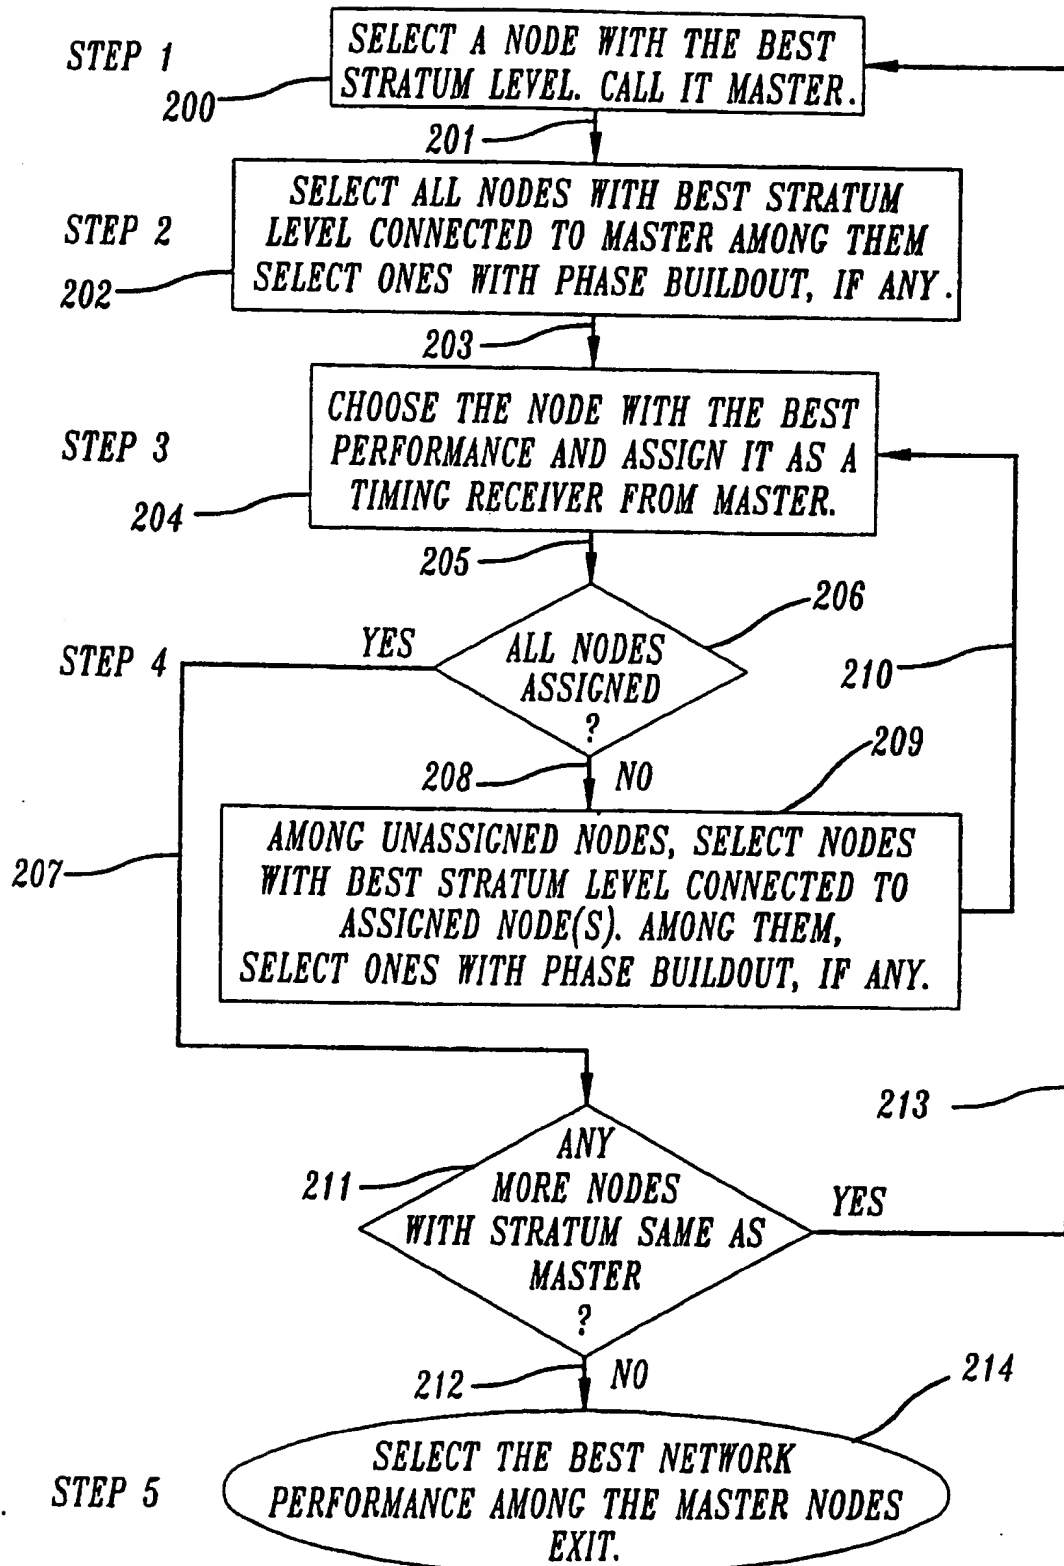 STEP 1
SELECT A NODE WITH THE BEST
STRATUM LEVEL. CALL IT MASTER.
200
201
STEP 2
SELECT ALL NODES WITH BEST STRATUM
LEVEL CONNECTED TO MASTER AMONG THEM
SELECT ONES WITH PHASE BUILDOUT, IF ANY.
202
203
STEP 3
CHOOSE THE NODE WITH THE BEST
PERFORMANCE AND ASSIGN IT AS A
TIMING RECEIVER FROM MASTER.
204
205
206
STEP 4
YES
ALL NODES
ASSIGNED
?
210
208
NO
209
AMONG UNASSIGNED NODES, SELECT NODES
WITH BEST STRATUM LEVEL CONNECTED TO
ASSIGNED NODE(S). AMONG THEM,
SELECT ONES WITH PHASE BUILDOUT, IF ANY.
207
213
211
ANY
MORE NODES
WITH STRATUM SAME AS
MASTER
?
YES
212
NO
214
STEP 5
SELECT THE BEST NETWORK
PERFORMANCE AMONG THE MASTER NODES
EXIT.